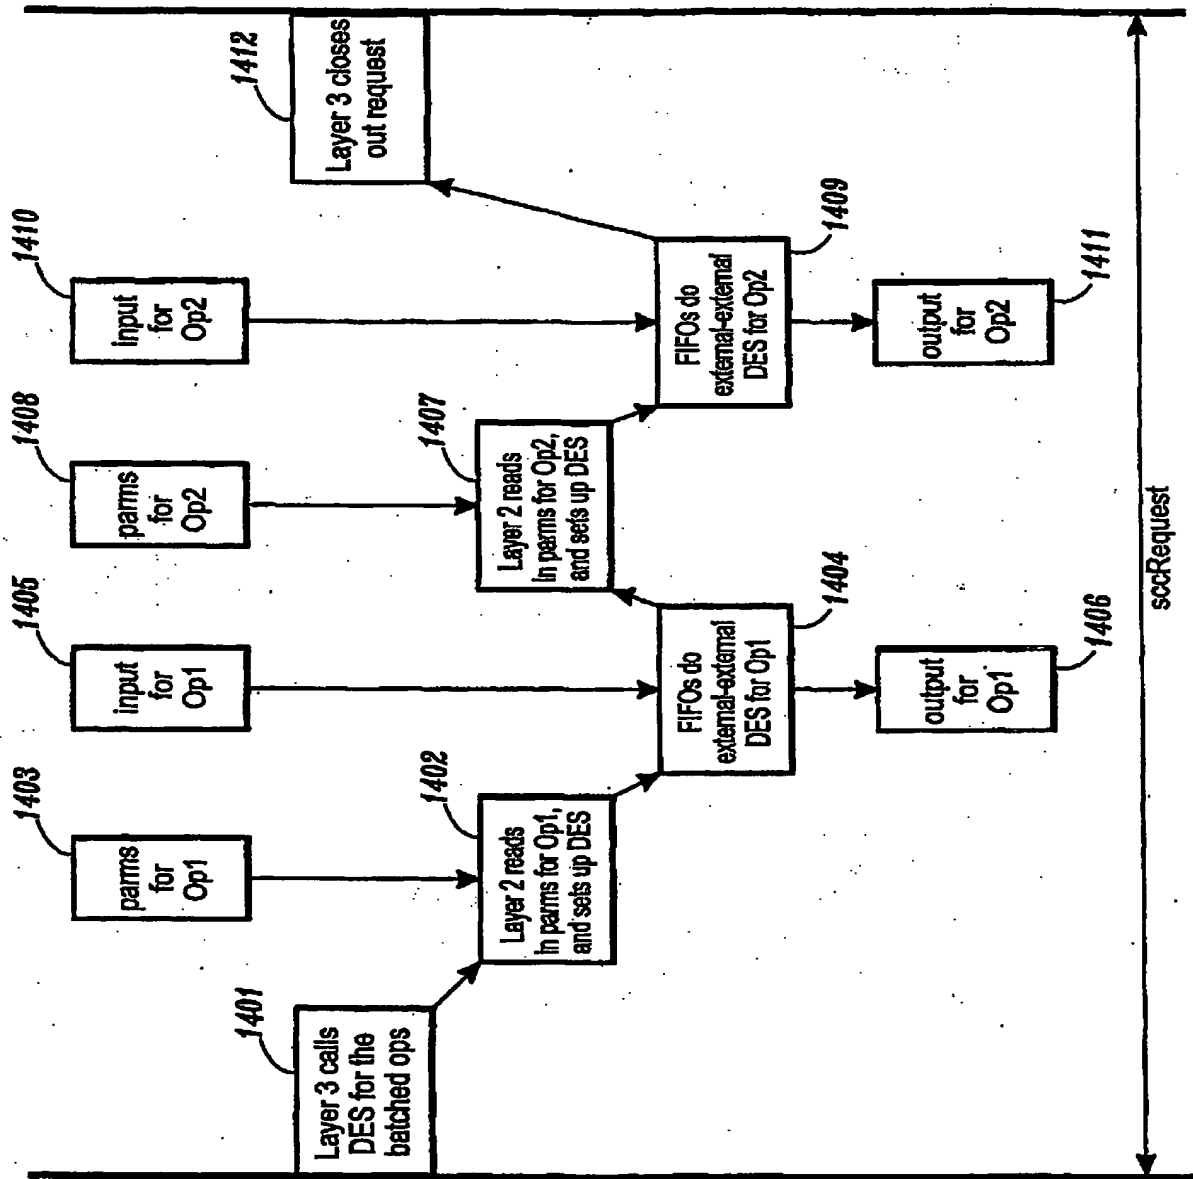 1401
Layer 3 calls
DES for the
batched ops
1403
parms
for
Op1
1402
Layer 2 reads
in parms for Op1,
and sets up DES
1405
input
for
Op1
1404
FIFOs do
external-external
DES for Op1
1406
output
for
Op1
1408
parms
for
Op2
1407
Layer 2 reads
in parms for Op2,
and sets up DES
1410
input
for
Op2
1409
FIFOs do
external-external
DES for Op2
1411
output
for
Op2
1412
Layer 3 closes
out request
sccRequest